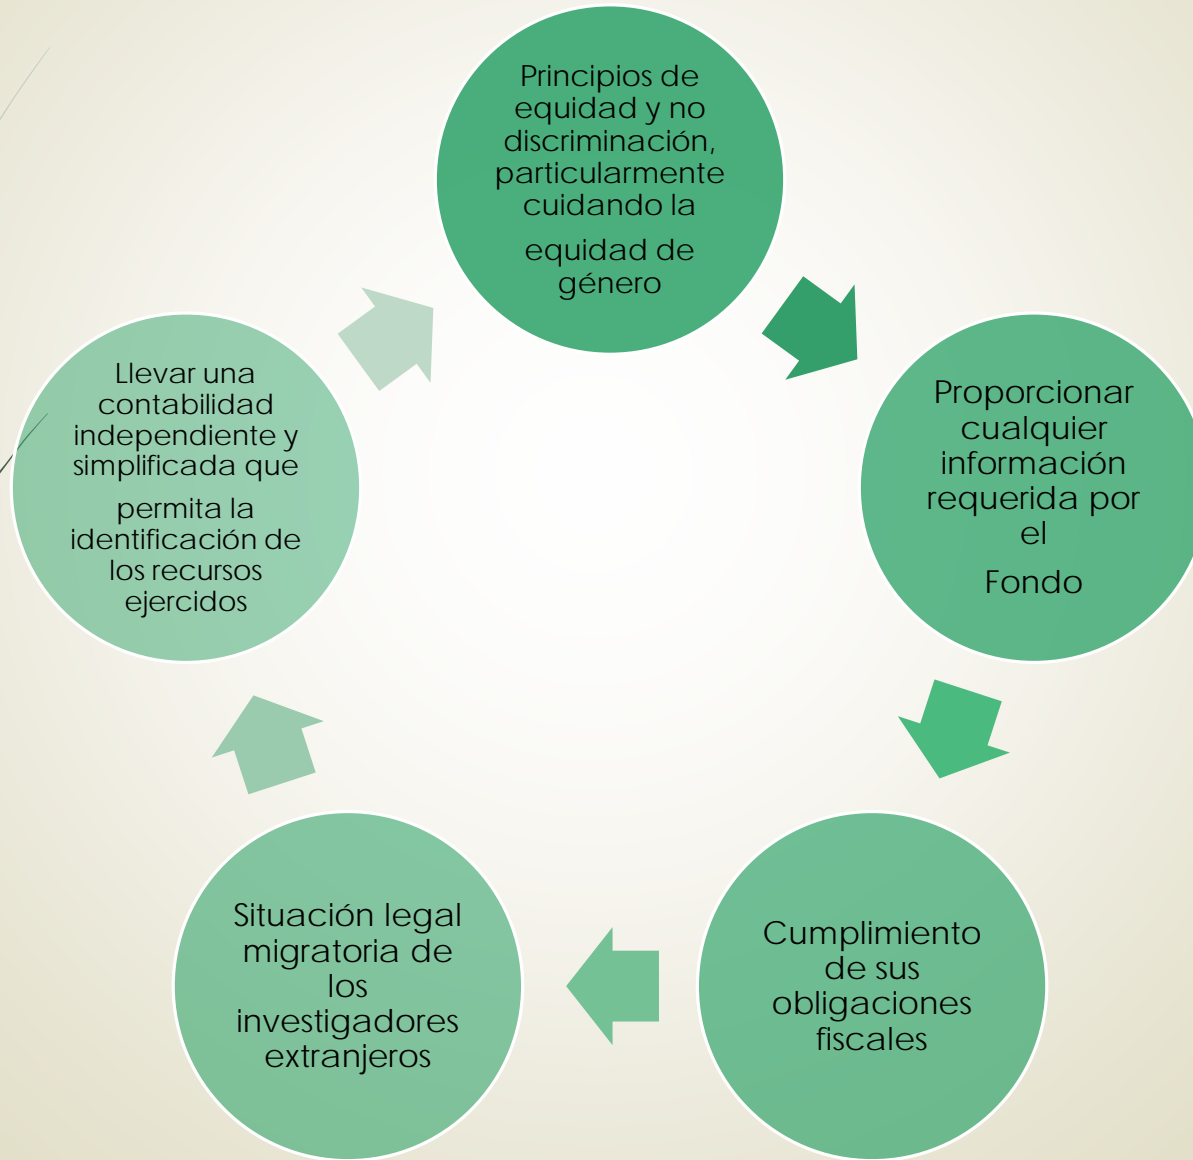 Principios de
equidad y no
discriminación,
particularmente
cuidando la
equidad de
género
Proporcionar
cualquier
información
requerida por
el
Fondo
Cumplimiento
de sus
obligaciones
fiscales
Situación legal
migratoria de
los
investigadores
extranjeros
Llevar una
contabilidad
independiente y
simplificada que
permita la
identificación de
los recursos
ejercidos